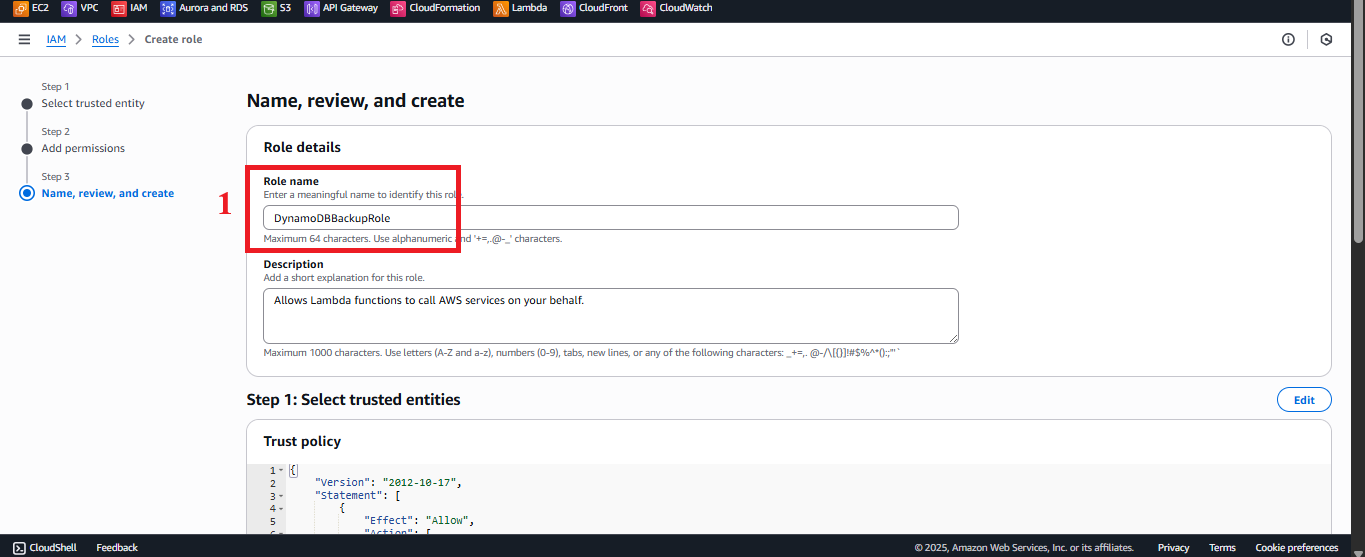 EC2 VPC IAM Aurora and RDS S3 API Gateway CloudFormation Lambda CloudFront CloudWatch
IAM > Roles > Create role
Step 1
Select trusted entity
Step 2
Add permissions
Step 3
Name, review, and create
Name, review, and create
Role details
1
Role name
Enter a meaningful name to identify this role.
DynamoDBBackupRole
Maximum 64 characters. Use alphanumeric and '+=,.@-_' characters.
Description
Add a short explanation for this role.
Allows Lambda functions to call AWS services on your behalf.
Maximum 1000 characters. Use letters (A-Z and a-z), numbers (0-9), tabs, new lines, or any of the following characters: _+=,. @-/\[{}]!#$%^*();:"'`
Step 1: Select trusted entities
Edit
Trust policy
1 {
2 "Version": "2012-10-17",
3 "Statement": [
4 {
5 "Effect": "Allow",
6 "Action": [
CloudShell Feedback © 2025, Amazon Web Services, Inc. or its affiliates. Privacy Terms Cookie preferences